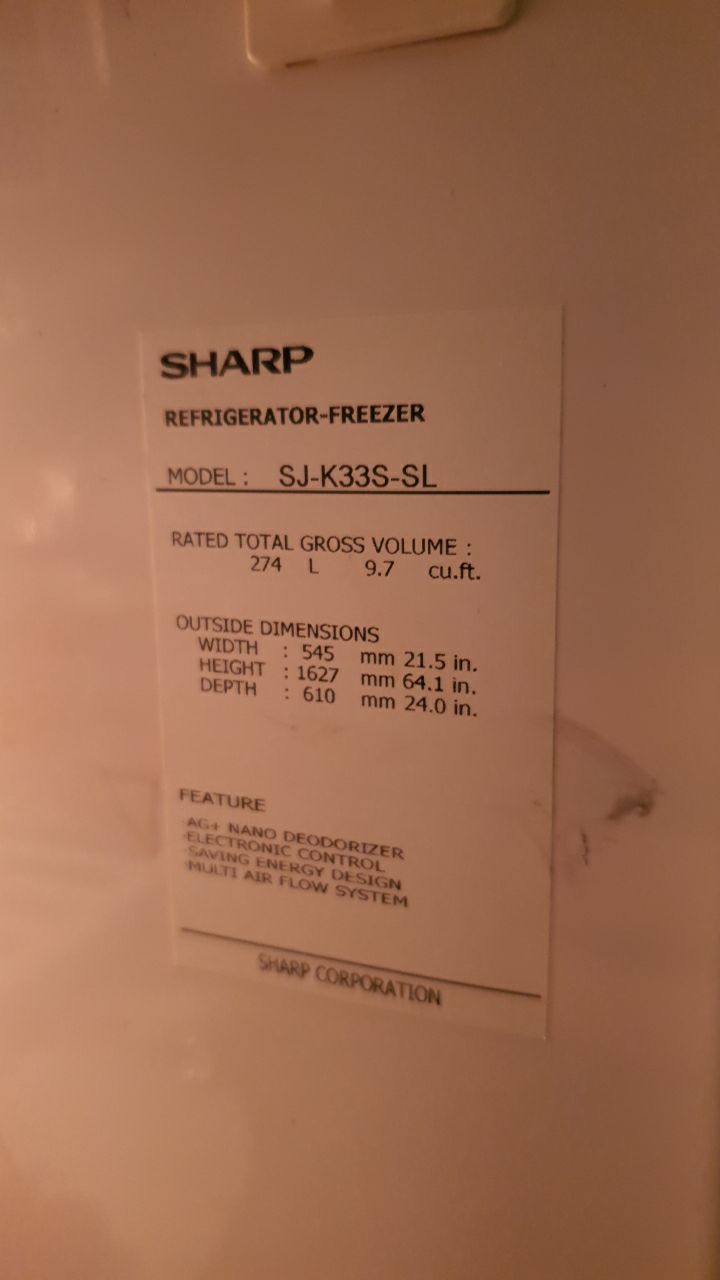 SHARP
REFRIGERATOR-FREEZER
MODEL : SJ-K33S-SL
RATED TOTAL GROSS VOLUME :
274 L 9.7 cu.ft.
OUTSIDE DIMENSIONS
WIDTH : 545 mm 21.5 in.
HEIGHT : 1627 mm 64.1 in.
DEPTH : 610 mm 24.0 in.
FEATURE
·AG+ NANO DEODORIZER
·ELECTRONIC CONTROL
·SAVING ENERGY DESIGN
·MULTI AIR FLOW SYSTEM
SHARP CORPORATION